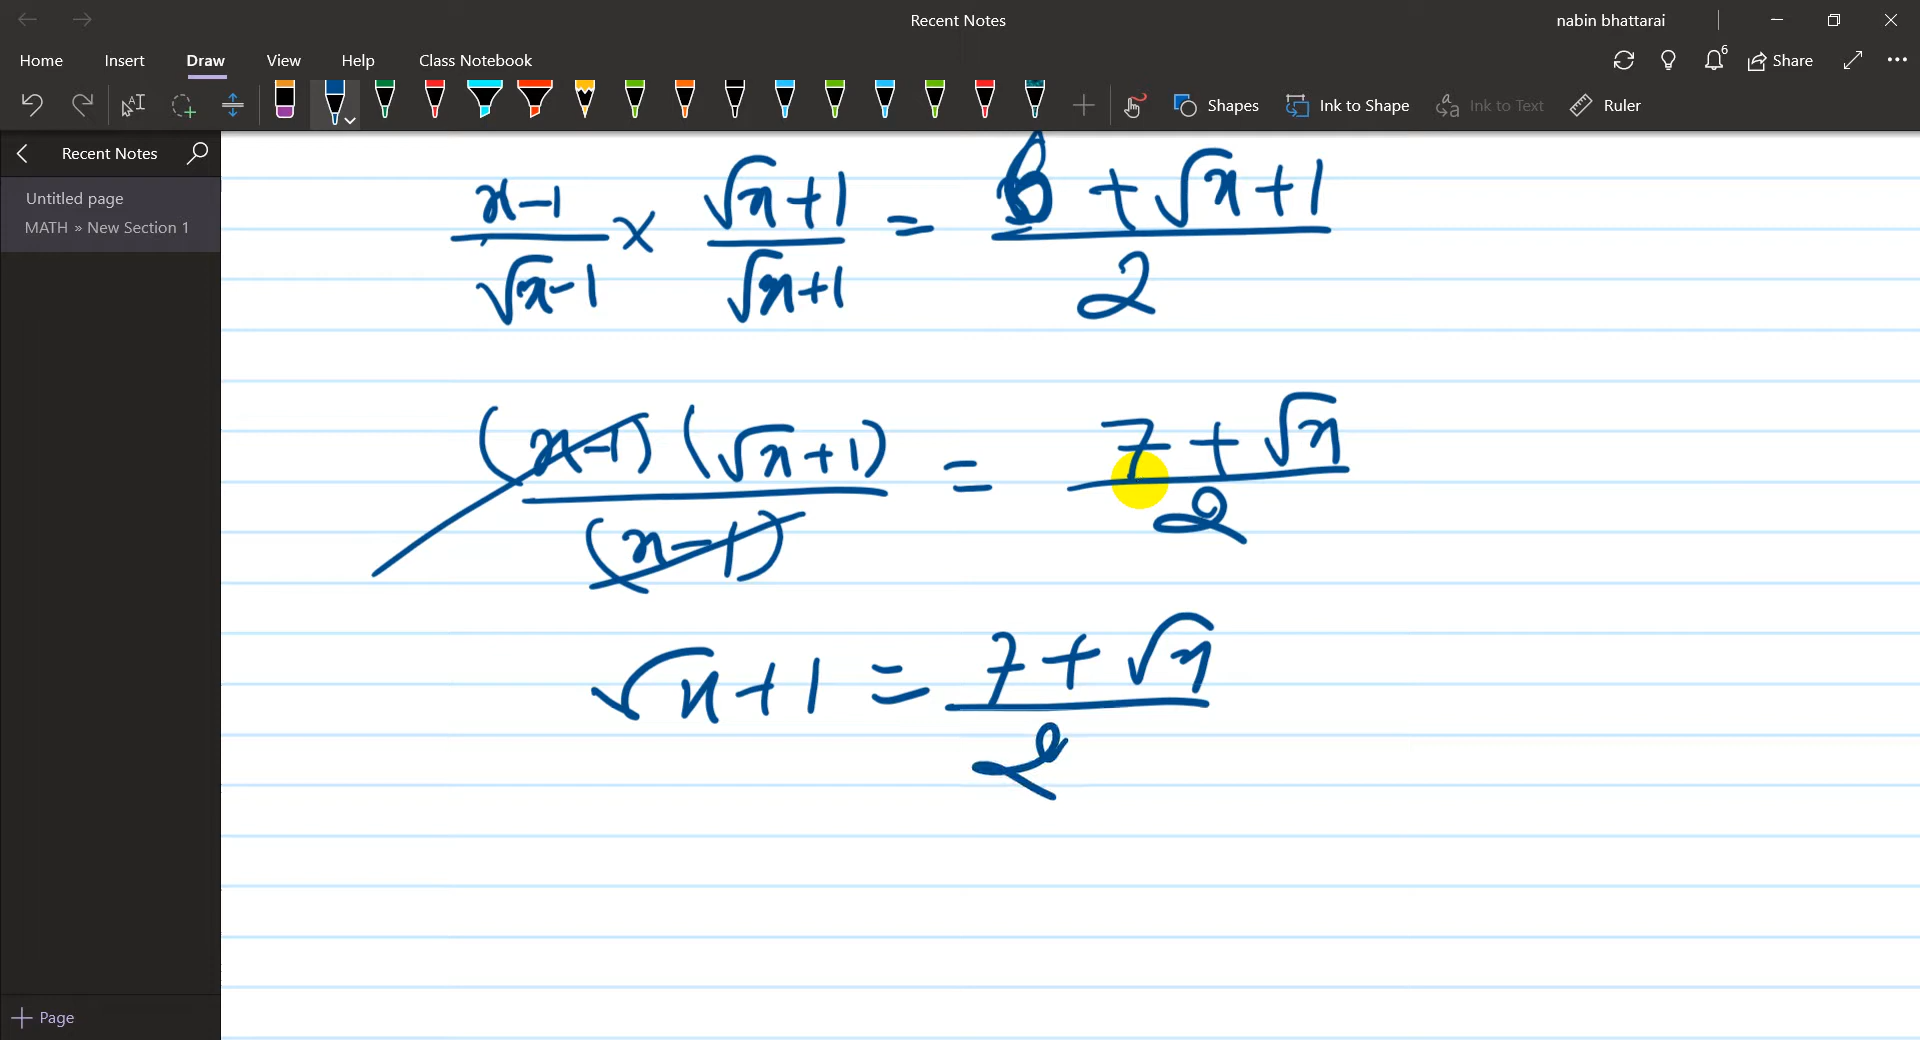 Recent Notes
nabin bhattarai
Home Insert Draw View Help Class Notebook
6
Share
Shapes Ink to Shape Ink to Text Ruler
Recent Notes
Untitled page
MATH » New Section 1
(x-1)/(√x-1) × (√x+1)/(√x+1) = (6 + √x+1)/2
((x-1)(√x+1))/(x-1) = (7 + √x)/2
√x+1 = (7+√x)/2
Page